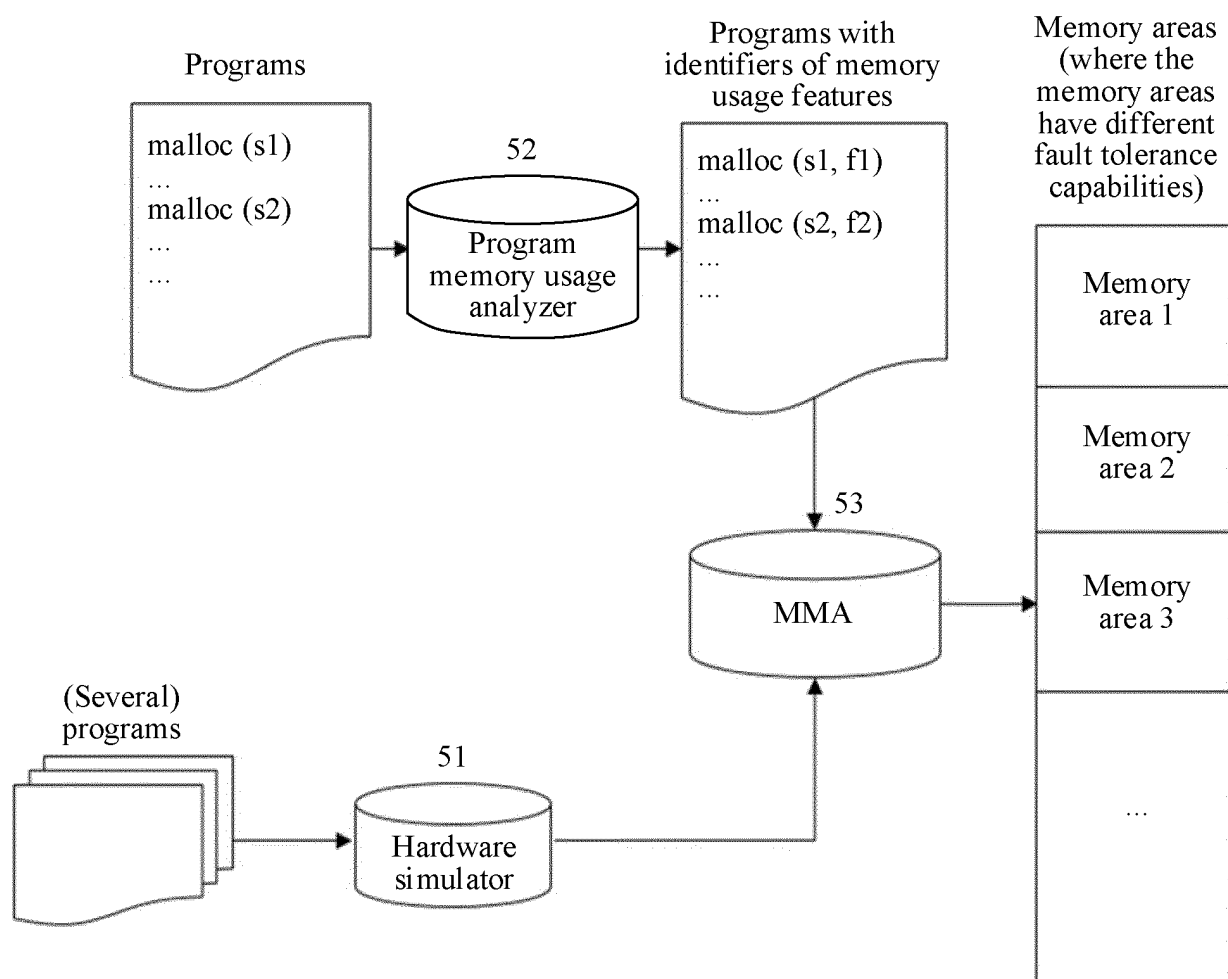 Programs
malloc (s1)
...
malloc (s2)
...
...
52
Program
memory usage
analyzer
Programs with
identifiers of memory
usage features
malloc (s1, f1)
...
malloc (s2, f2)
...
...
Memory areas
(where the
memory areas
have different
fault tolerance
capabilities)
Memory
area 1
Memory
area 2
Memory
area 3
...
53
MMA
(Several)
programs
51
Hardware
simulator